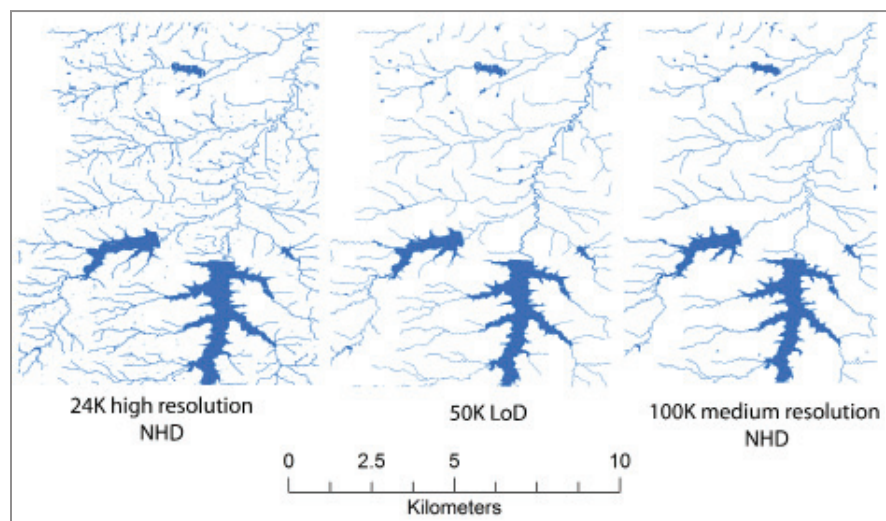 24K high resolution
NHD
50K LoD
100K medium resolution
NHD
0 2.5 5 10
Kilometers